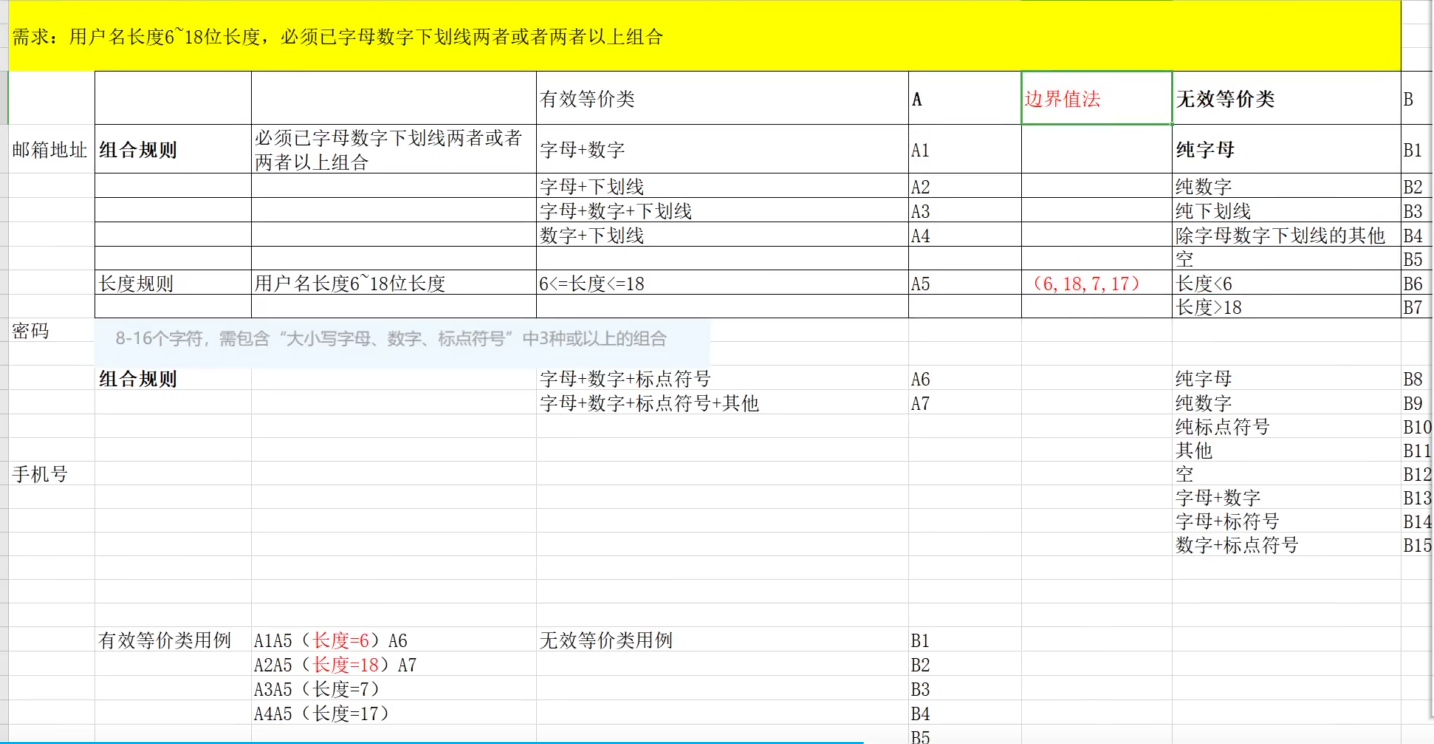 需求：用户名长度6~18位长度，必须已字母数字下划线两者或者两者以上组合
有效等价类 A 边界值法 无效等价类 B
邮箱地址 组合规则 必须已字母数字下划线两者或者 字母+数字 A1 纯字母 B1
两者以上组合
字母+下划线 A2 纯数字 B2
字母+数字+下划线 A3 纯下划线 B3
数字+下划线 A4 除字母数字下划线的其他 B4
空 B5
长度规则 用户名长度6~18位长度 6<=长度<=18 A5 （6,18,7,17） 长度<6 B6
长度>18 B7
密码 8-16个字符，需包含“大小写字母、数字、标点符号”中3种或以上的组合
组合规则 字母+数字+标点符号 A6 纯字母 B8
字母+数字+标点符号+其他 A7 纯数字 B9
纯标点符号 B10
其他 B11
手机号 空 B12
字母+数字 B13
字母+标符号 B14
数字+标点符号 B15
有效等价类用例 A1A5（长度=6）A6 无效等价类用例 B1
A2A5（长度=18）A7 B2
A3A5（长度=7） B3
A4A5（长度=17） B4
B5